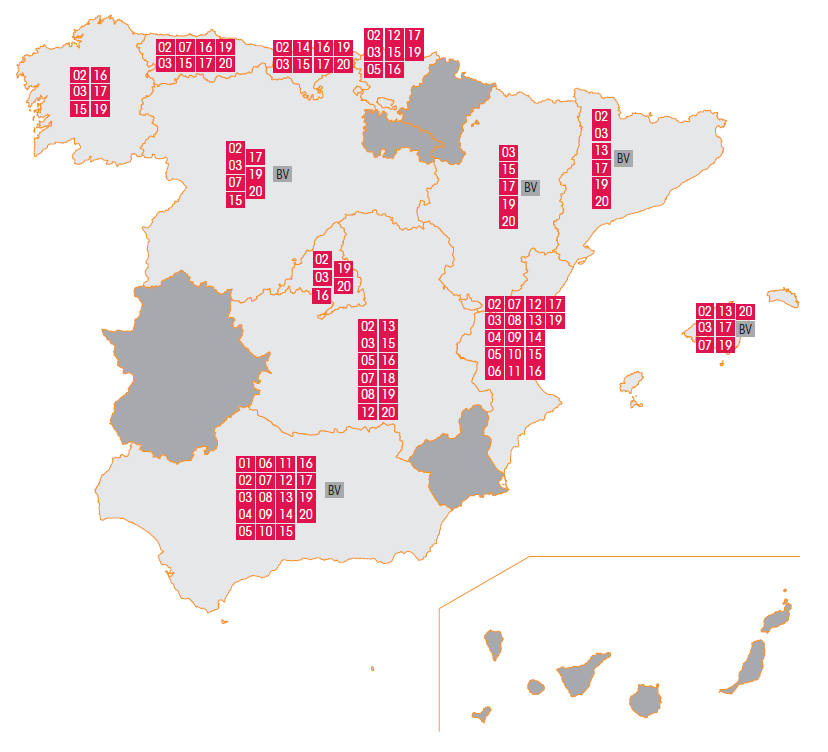 02 07 16 19
03 15 17 20
02 14 16 19
03 15 17 20
02 12 17
03 15 19
05 16
02 16
03 17
15 19
02
03 17
07 19
15 20
BV
03
15
17
19
20
BV
02
03
13
17
19
20
BV
02
03 19
16 20
02 13
03 15
05 16
07 18
08 19
12 20
02 07 12 17
03 08 13 19
04 09 14
05 10 15
06 11 16
02 13 20
03 17 BV
07 19
01 06 11 16
02 07 12 17
03 08 13 19
04 09 14 20
05 10 15
BV